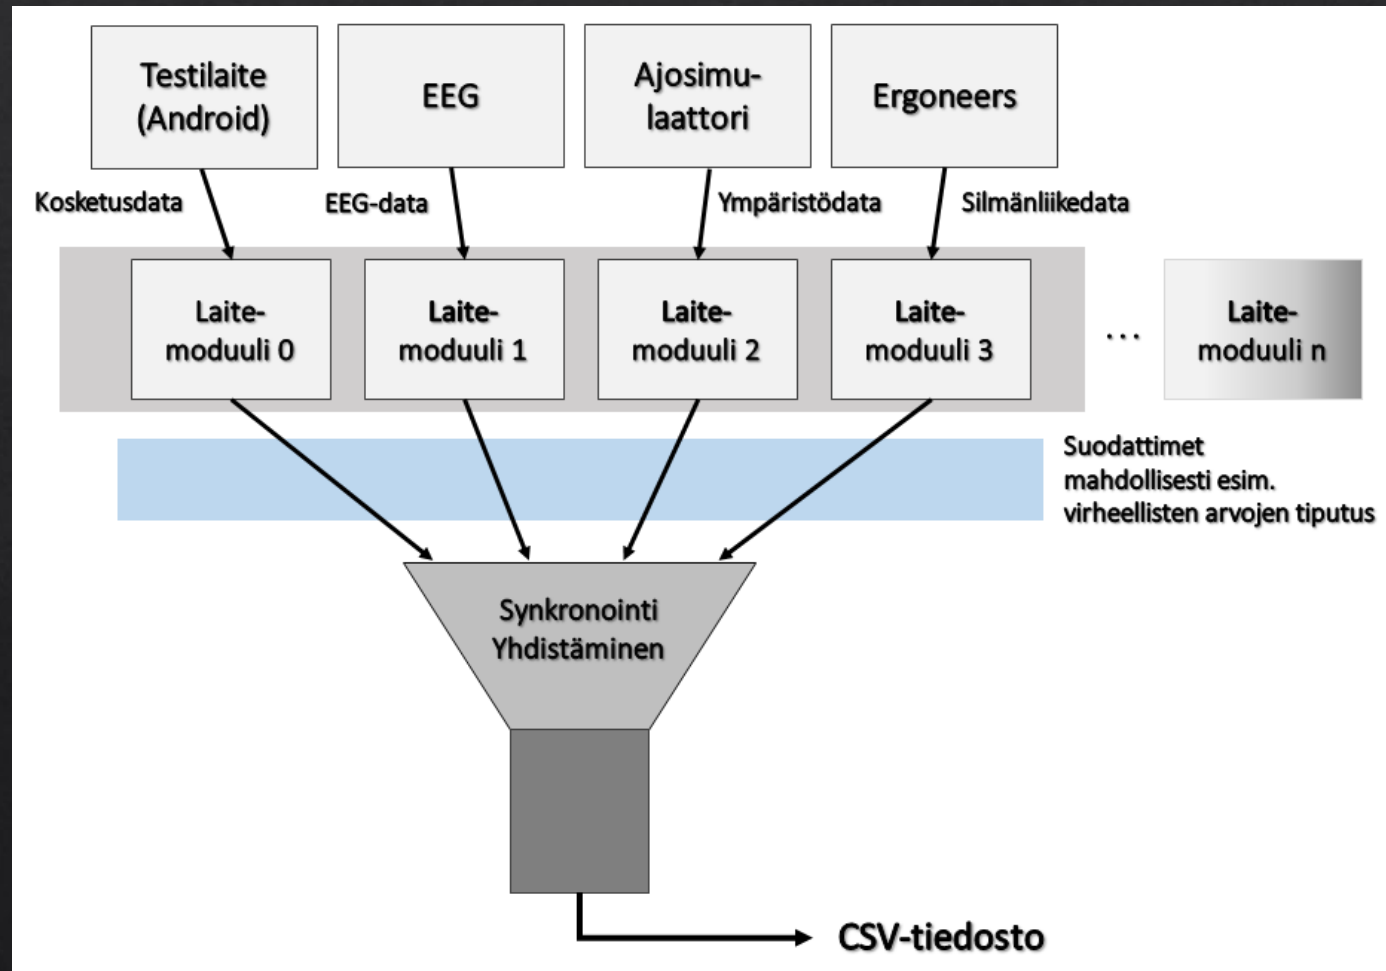 Testilaite
(Android)
EEG
Ajosimu-
laattori
Ergoneers
Kosketusdata
EEG-data
Ympäristödata
Silmänliikedata
Laite-
moduuli 0
Laite-
moduuli 1
Laite-
moduuli 2
Laite-
moduuli 3
...
Laite-
moduuli n
Suodattimet
mahdollisesti esim.
virheellisten arvojen tiputus
Synkronointi
Yhdistäminen
CSV-tiedosto